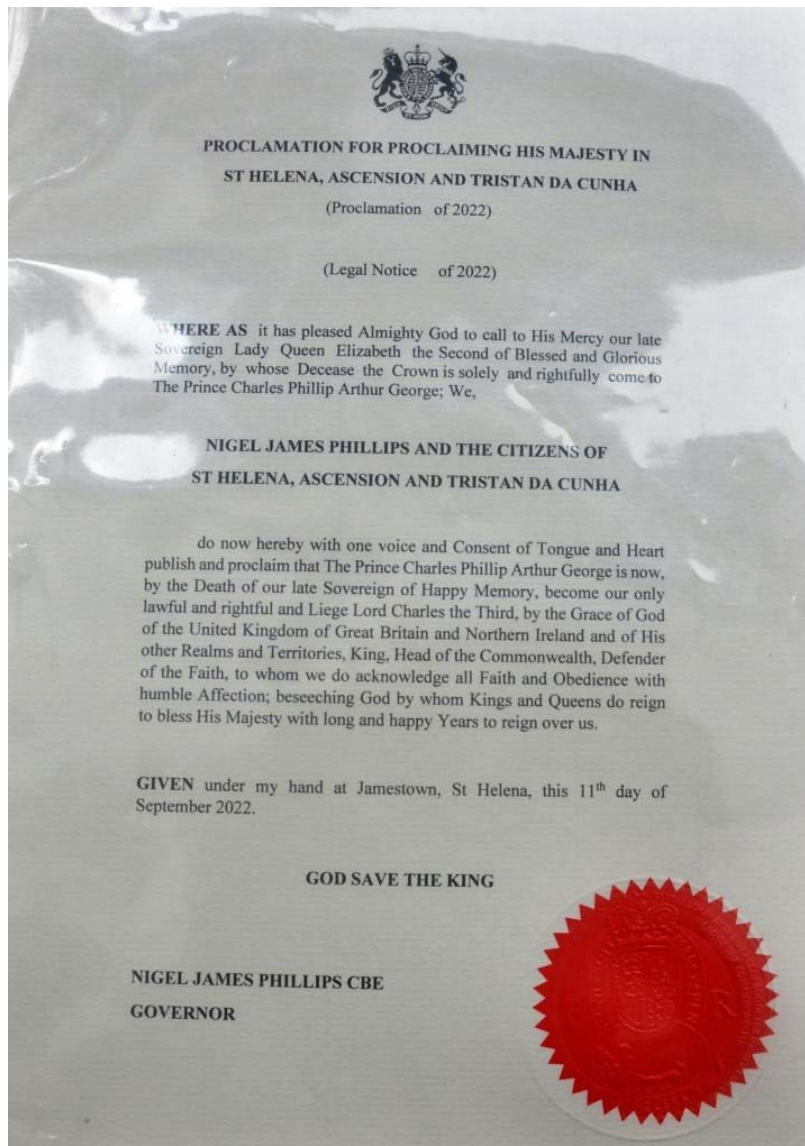 PROCLAMATION FOR PROCLAIMING HIS MAJESTY IN
ST HELENA, ASCENSION AND TRISTAN DA CUNHA
(Proclamation of 2022)
(Legal Notice of 2022)
WHERE AS it has pleased Almighty God to call to His Mercy our late
Sovereign Lady Queen Elizabeth the Second of Blessed and Glorious
Memory, by whose Decease the Crown is solely and rightfully come to
The Prince Charles Phillip Arthur George; We,
NIGEL JAMES PHILLIPS AND THE CITIZENS OF
ST HELENA, ASCENSION AND TRISTAN DA CUNHA
do now hereby with one voice and Consent of Tongue and Heart
publish and proclaim that The Prince Charles Phillip Arthur George is now,
by the Death of our late Sovereign of Happy Memory, become our only
lawful and rightful and Liege Lord Charles the Third, by the Grace of God
of the United Kingdom of Great Britain and Northern Ireland and of His
other Realms and Territories, King, Head of the Commonwealth, Defender
of the Faith, to whom we do acknowledge all Faith and Obedience with
humble Affection; beseeching God by whom Kings and Queens do reign
to bless His Majesty with long and happy Years to reign over us.
GIVEN under my hand at Jamestown, St Helena, this 11th day of
September 2022.
GOD SAVE THE KING
NIGEL JAMES PHILLIPS CBE
GOVERNOR